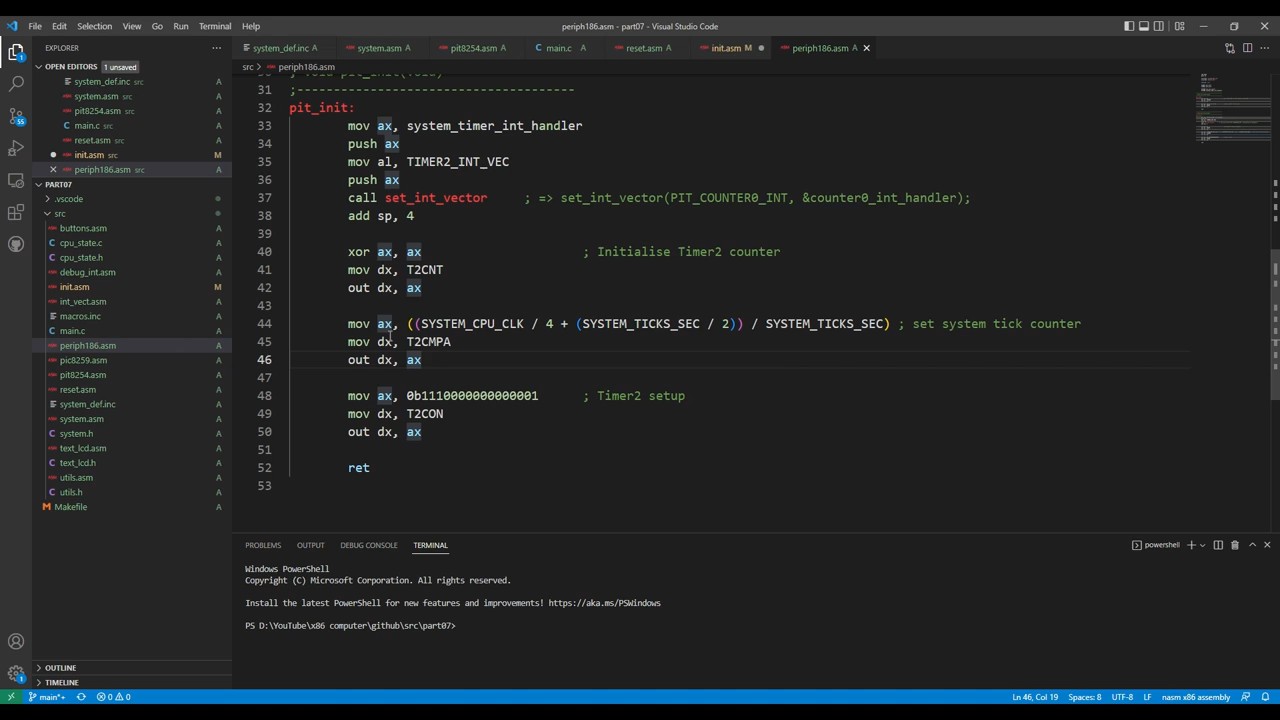 File Edit Selection View Go Run Terminal Help
periph186.asm - part07 - Visual Studio Code
EXPLORER
OPEN EDITORS 1 unsaved
system_def.inc src
system.asm src
pit8254.asm src
main.c src
reset.asm src
init.asm src M
periph186.asm src
PART07
.vscode
src
buttons.asm A
cpu_state.c A
cpu_state.h A
debug_int.asm A
init.asm M
int_vect.asm A
macros.inc A
main.c A
periph186.asm A
pic8259.asm A
pit8254.asm A
reset.asm A
system_def.inc A
system.asm A
system.h A
text_lcd.asm A
text_lcd.h A
utils.asm A
utils.h A
Makefile A
OUTLINE
TIMELINE
system_def.inc A system.asm A pit8254.asm A main.c A reset.asm A init.asm M periph186.asm A
src > periph186.asm
30 ; void pit_init(void)
31 ;-----------------------------------
32 pit_init:
33 mov ax, system_timer_int_handler
34 push ax
35 mov al, TIMER2_INT_VEC
36 push ax
37 call set_int_vector ; => set_int_vector(PIT_COUNTER0_INT, &counter0_int_handler);
38 add sp, 4
39
40 xor ax, ax ; Initialise Timer2 counter
41 mov dx, T2CNT
42 out dx, ax
43
44 mov ax, ((SYSTEM_CPU_CLK / 4 + (SYSTEM_TICKS_SEC / 2)) / SYSTEM_TICKS_SEC) ; set system tick counter
45 mov dx, T2CMPA
46 out dx, ax
47
48 mov ax, 0b1110000000000001 ; Timer2 setup
49 mov dx, T2CON
50 out dx, ax
51
52 ret
53
PROBLEMS OUTPUT DEBUG CONSOLE TERMINAL
powershell
Windows PowerShell
Copyright (C) Microsoft Corporation. All rights reserved.
Install the latest PowerShell for new features and improvements! https://aka.ms/PSWindows
PS D:\YouTube\x86 computer\github\src\part07>
main*+ 0 0 Ln 46, Col 19 Spaces: 8 UTF-8 LF nasm x86 assembly